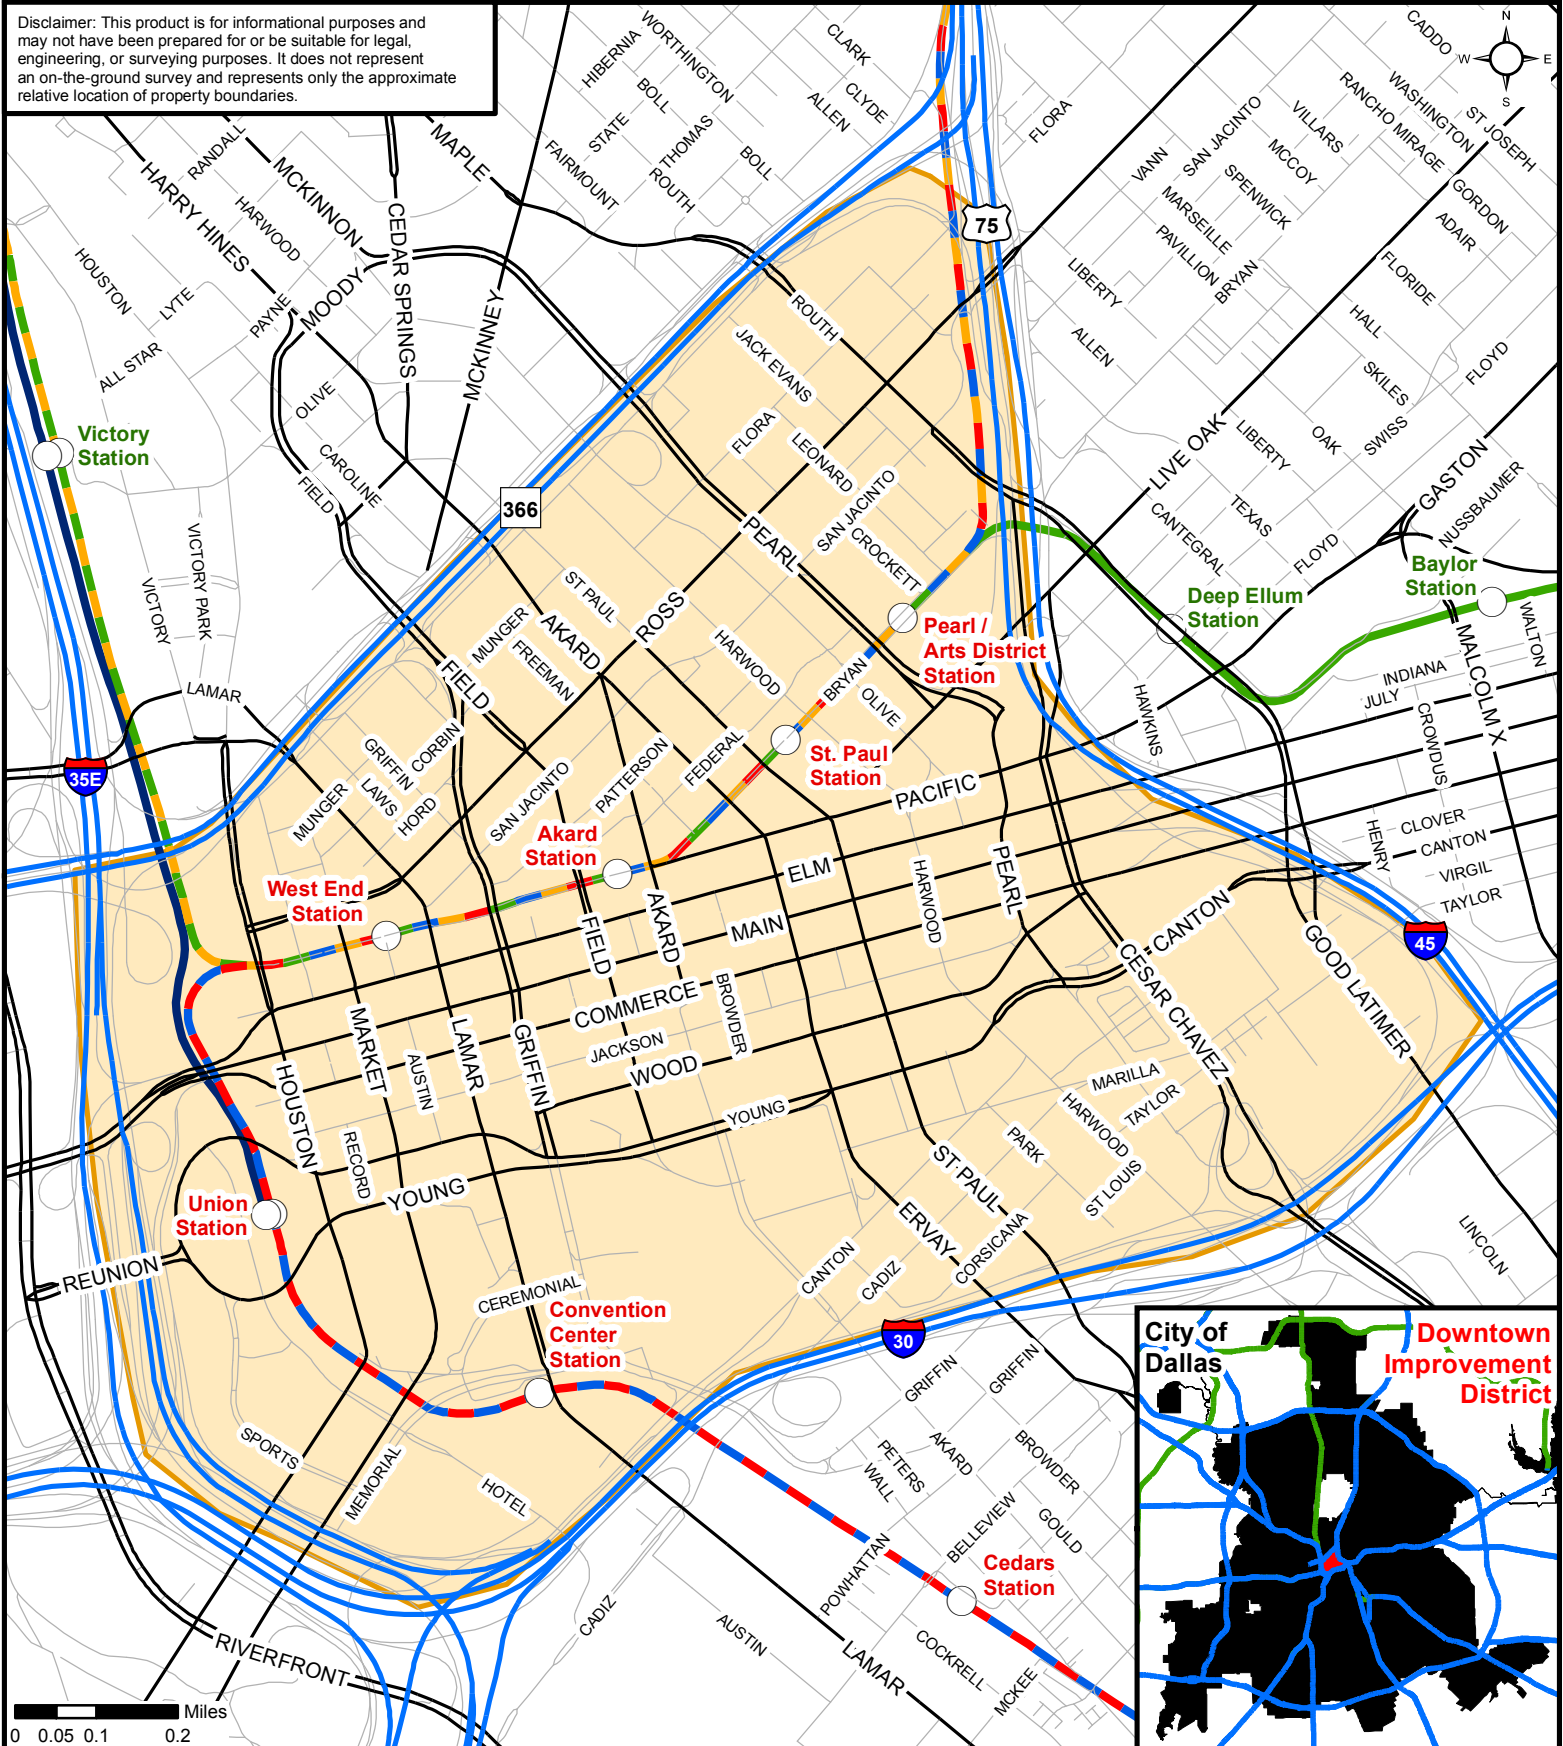 Disclaimer: This product is for informational purposes and
may not have been prepared for or be suitable for legal,
engineering, or surveying purposes. It does not represent
an on-the-ground survey and represents only the approximate
relative location of property boundaries.
HIBERNIA
WORTHINGTON
BOLL
STATE
THOMAS
FAIRMOUNT
ROUTH
BOLL
CLARK
CLYDE
ALLEN
FLORA
CADDO
N
W
E
S
WASHINGTON
RANCHO MIRAGE
ST JOSEPH
VILLARS
SAN JACINTO
MCCOY
VANN
SPENWICK
MARSEILLE
PAVILLION
BRYAN
GORDON
ADAIR
FLORIDE
LIBERTY
HALL
ALLEN
SKILES
FLOYD
SWISS
OAK
LIBERTY
LIVE OAK
GASTON
NUSSBAUMER
TEXAS
CANTEGRAL
FLOYD
RANDALL
MCKINNON
MAPLE
HARRY HINES
HARWOOD
CEDAR SPRINGS
HOUSTON
LYTE
PAYNE
MOODY
MCKINNEY
ALL STAR
OLIVE
CAROLINE
FIELD
Victory
Station
VICTORY PARK
VICTORY
LAMAR
75
366
35E
ROUTH
JACK EVANS
FLORA
LEONARD
SAN JACINTO
CROCKETT
PEARL
ST PAUL
ROSS
AKARD
MUNGER
FREEMAN
FIELD
HARWOOD
BRYAN
OLIVE
Pearl /
Arts District
Station
Deep Ellum
Station
Baylor
Station
WALTON
MALCOLM X
INDIANA
JULY
CROWDUS
HAWKINS
St. Paul
Station
CORBIN
GRIFFIN
LAWS
HORD
MUNGER
SAN JACINTO
PATTERSON
FEDERAL
PACIFIC
Akard
Station
West End
Station
ELM
MAIN
FIELD
AKARD
COMMERCE
BROWDER
HARWOOD
PEARL
CANTON
CESAR CHAVEZ
GOOD LATIMER
HENRY
CLOVER
CANTON
VIRGIL
TAYLOR
45
MARKET
LAMAR
GRIFFIN
AUSTIN
HOUSTON
RECORD
JACKSON
WOOD
YOUNG
YOUNG
MARILLA
TAYLOR
HARWOOD
PARK
ST LOUIS
ST PAUL
ERVAY
CORSICANA
CANTON
CADIZ
LINCOLN
Union
Station
REUNION
CEREMONIAL
Convention
Center
Station
30
SPORTS
MEMORIAL
HOTEL
GRIFFIN
GRIFFIN
PETERS
WALL
AKARD
BROWDER
BELLEVIEW
GOULD
POWHATTAN
Cedars
Station
CADIZ
AUSTIN
LAMAR
COCKRELL
MCKEE
RIVERFRONT
Miles
0 0.05 0.1 0.2
City of
Dallas
Downtown
Improvement
District